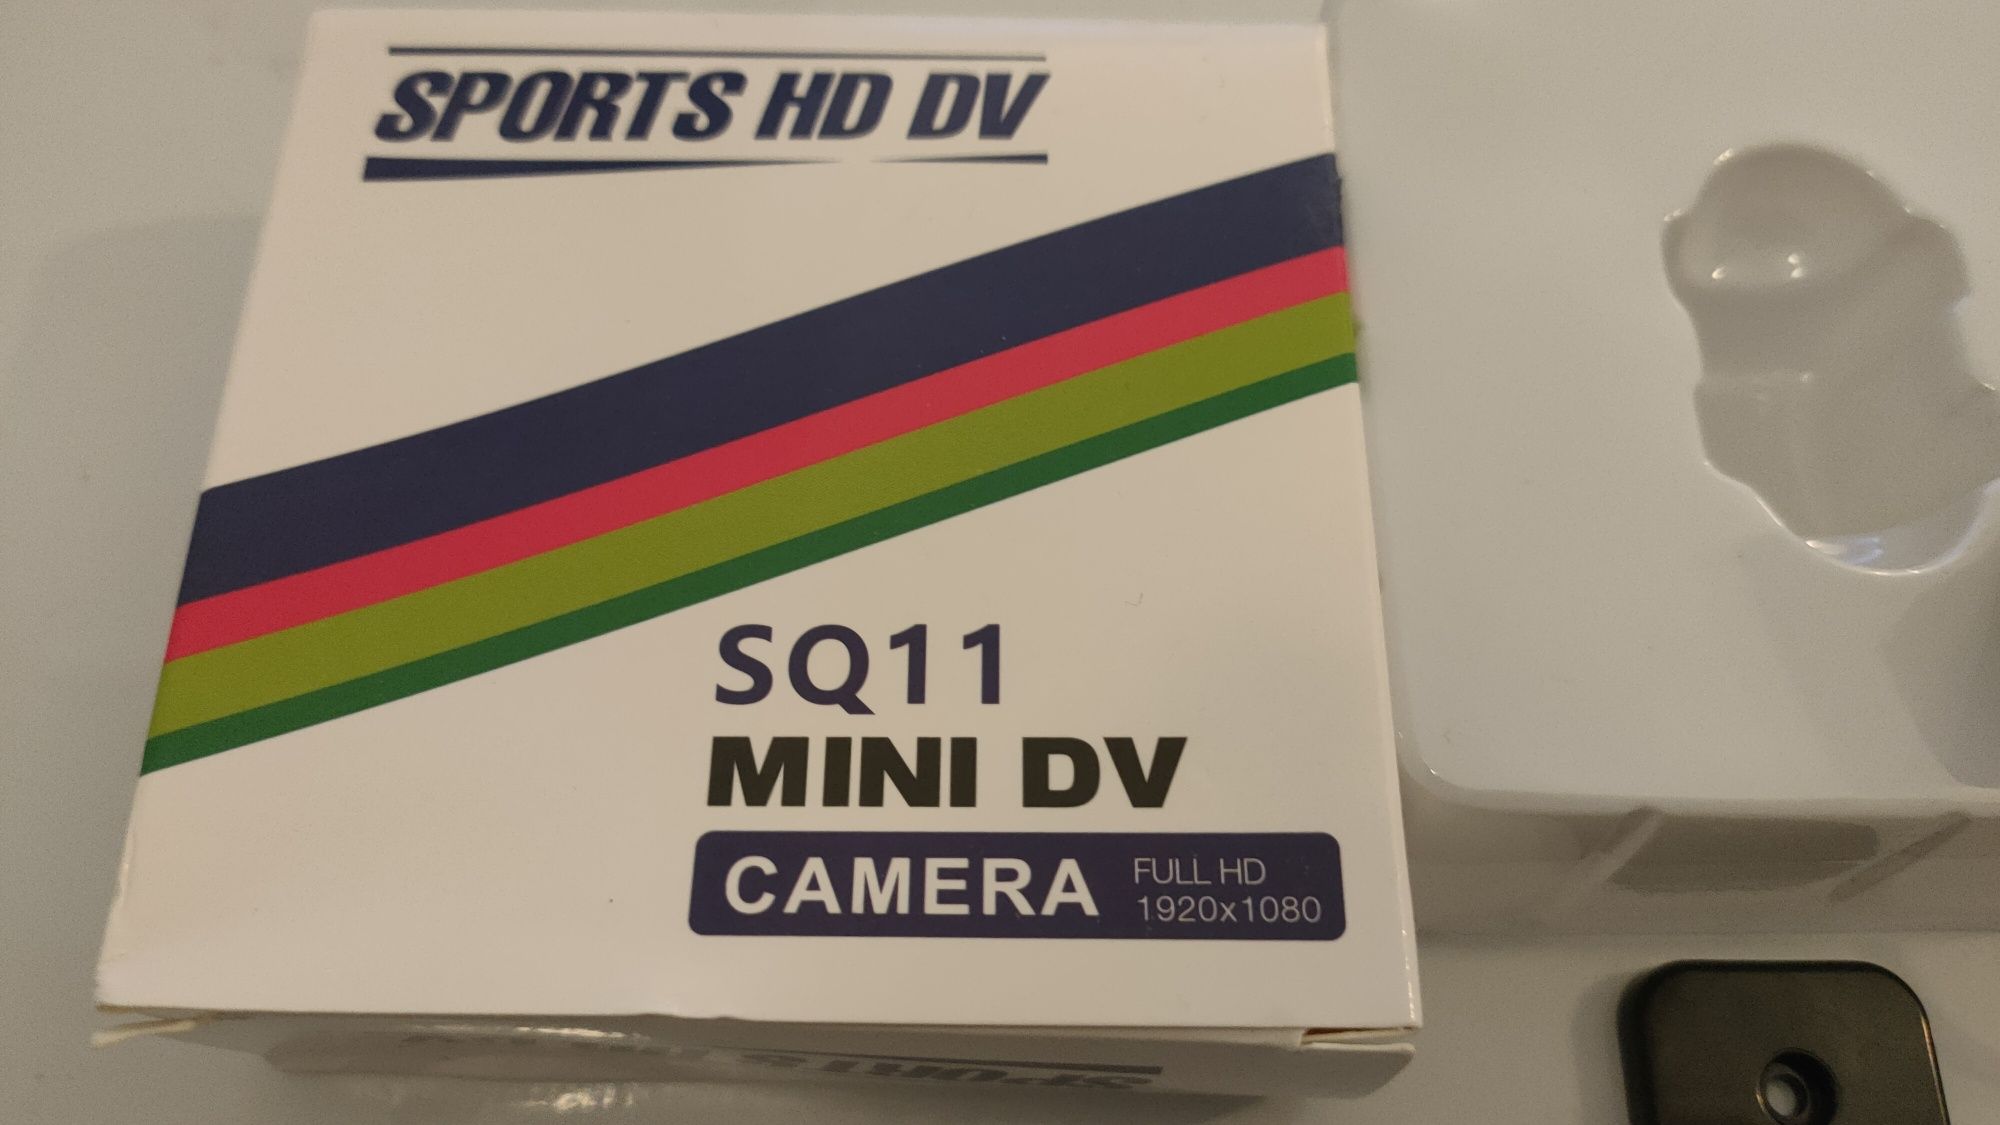 SPORTS HD DV
SQ11
MINI DV
CAMERA
FULL HD
1920x1080